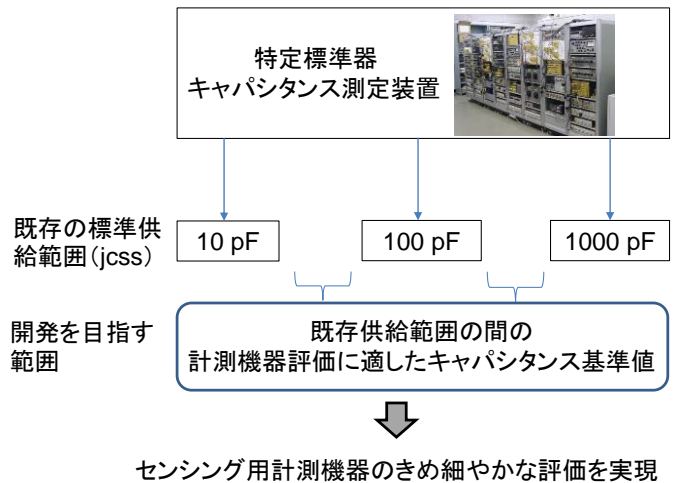 特定標準器
キャパシタンス測定装置
既存の標準供
給範囲（jcss）
10 pF
100 pF
1000 pF
開発を目指す
範囲
既存供給範囲の間の
計測機器評価に適したキャパシタンス基準値
センシング用計測機器のきめ細やかな評価を実現